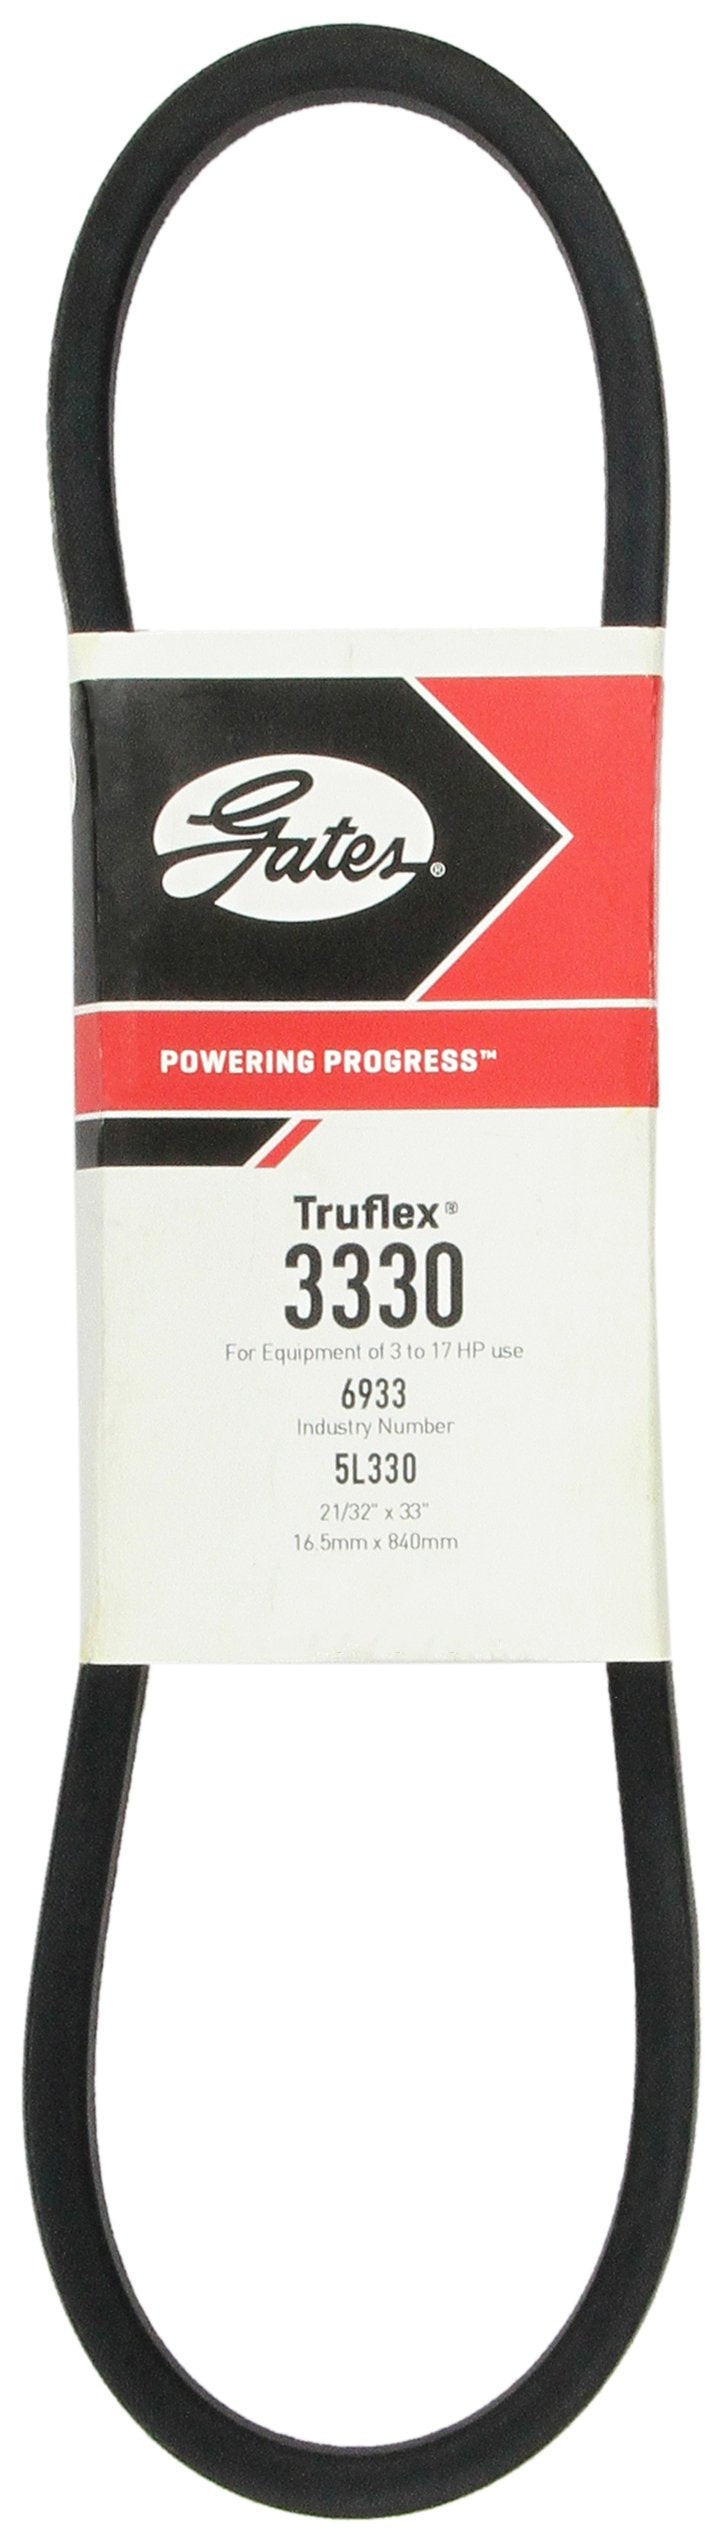 Gates®
POWERING PROGRESS™
Truflex®
3330
For Equipment of 3 to 17 HP use
6933
Industry Number
5L330
21/32" x 33"
16.5mm x 840mm